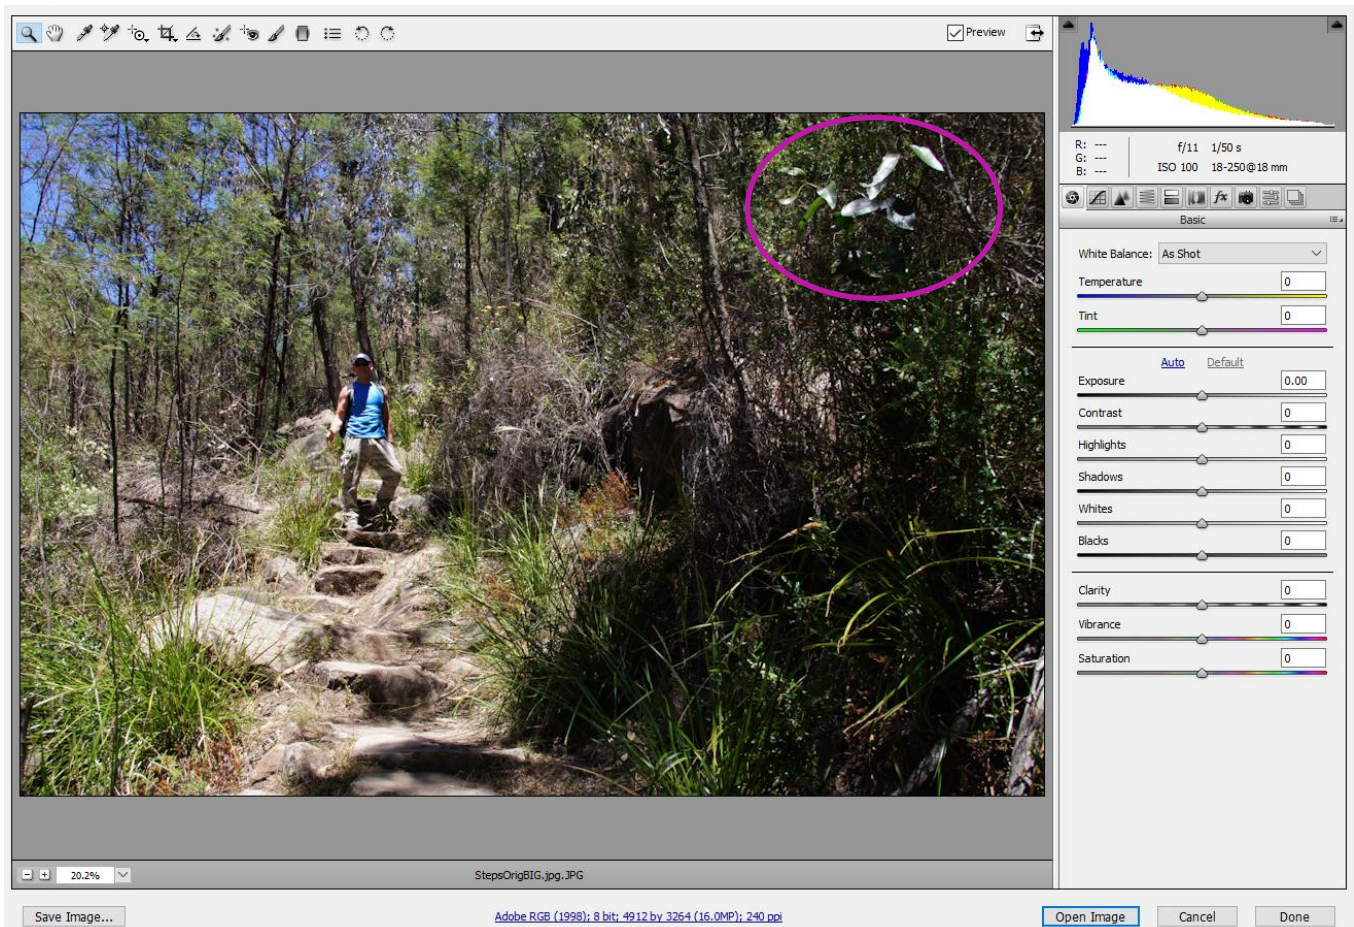 Preview
R: ---
G: ---
B: ---
f/11 1/50 s
ISO 100 18-250@18 mm
fx
Basic
White Balance: As Shot
Temperature 0
Tint 0
Auto Default
Exposure 0.00
Contrast 0
Highlights 0
Shadows 0
Whites 0
Blacks 0
Clarity 0
Vibrance 0
Saturation 0
20.2%
StepsOrigBIG.jpg.JPG
Save Image...
Adobe RGB (1998); 8 bit; 4912 by 3264 (16.0MP); 240 ppi
Open Image
Cancel
Done